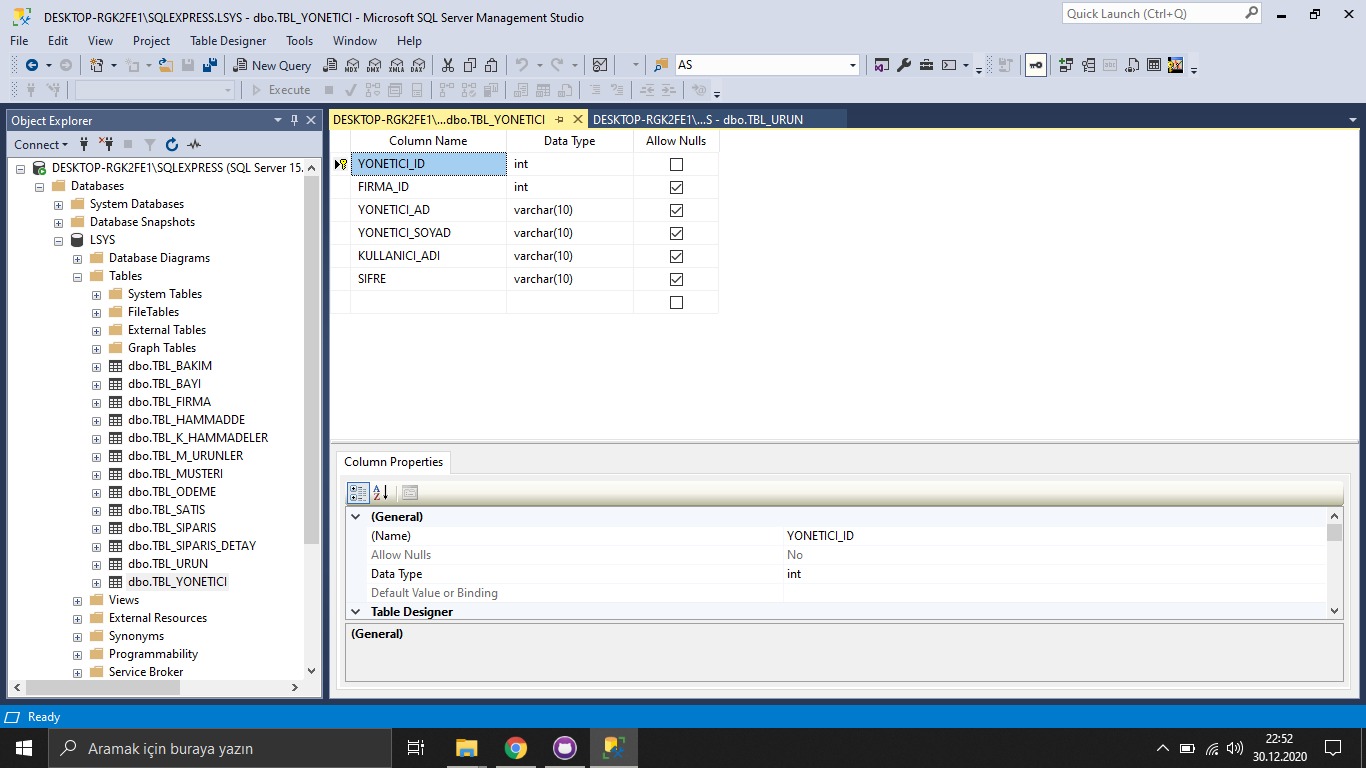 DESKTOP-RGK2FE1\SQLEXPRESS.LSYS - dbo.TBL_YONETICI - Microsoft SQL Server Management Studio
Quick Launch (Ctrl+Q)
File Edit View Project Table Designer Tools Window Help
New Query
MDX DMX XMLA DAX
AS
Execute
Object Explorer
Connect
DESKTOP-RGK2FE1\SQLEXPRESS (SQL Server 15.
Databases
System Databases
Database Snapshots
LSYS
Database Diagrams
Tables
System Tables
FileTables
External Tables
Graph Tables
dbo.TBL_BAKIM
dbo.TBL_BAYI
dbo.TBL_FIRMA
dbo.TBL_HAMMADDE
dbo.TBL_K_HAMMADELER
dbo.TBL_M_URUNLER
dbo.TBL_MUSTERI
dbo.TBL_ODEME
dbo.TBL_SATIS
dbo.TBL_SIPARIS
dbo.TBL_SIPARIS_DETAY
dbo.TBL_URUN
dbo.TBL_YONETICI
Views
External Resources
Synonyms
Programmability
Service Broker
DESKTOP-RGK2FE1\...dbo.TBL_YONETICI DESKTOP-RGK2FE1\...S - dbo.TBL_URUN
Column Name Data Type Allow Nulls
YONETICI_ID int
FIRMA_ID int
YONETICI_AD varchar(10)
YONETICI_SOYAD varchar(10)
KULLANICI_ADI varchar(10)
SIFRE varchar(10)
Column Properties
(General)
(Name) YONETICI_ID
Allow Nulls No
Data Type int
Default Value or Binding
Table Designer
(General)
Ready
Aramak için buraya yazın
22:52
30.12.2020